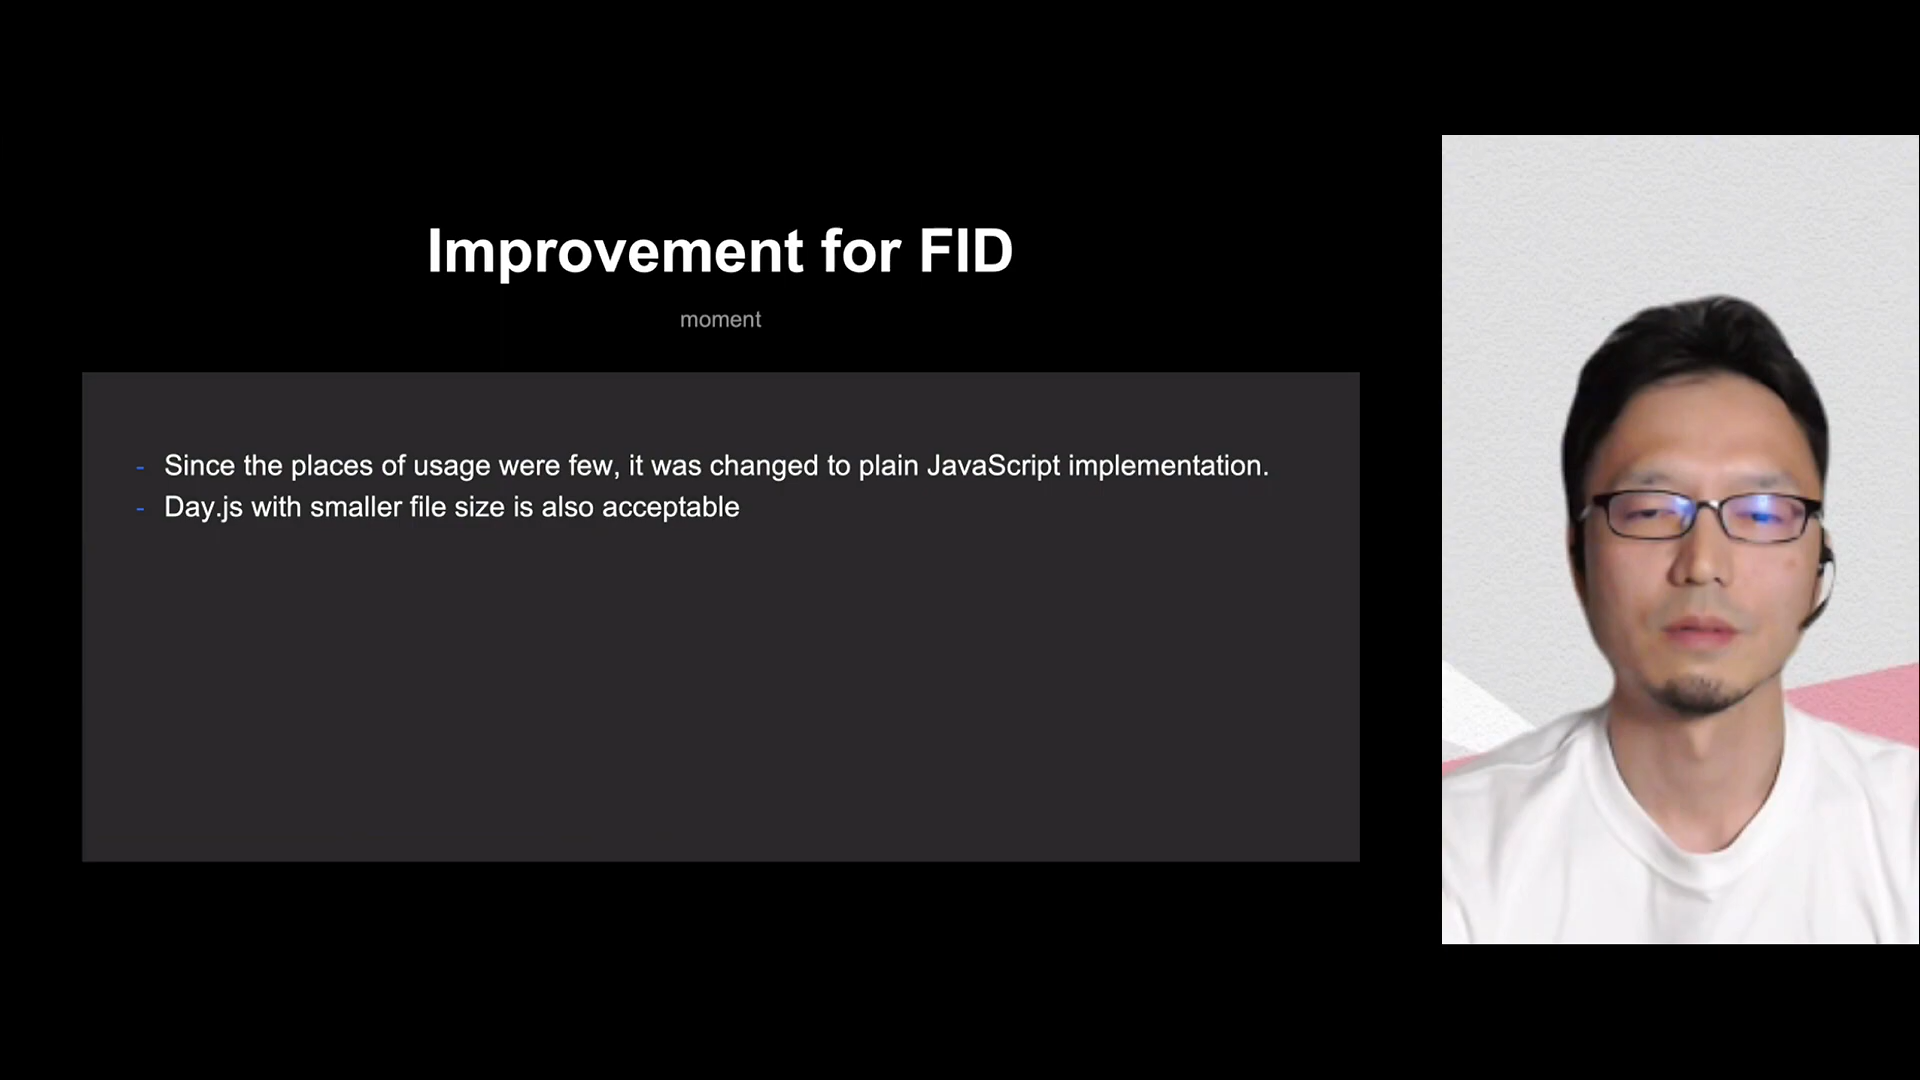 Improvement for FID
moment
- Since the places of usage were few, it was changed to plain JavaScript implementation.
- Day.js with smaller file size is also acceptable